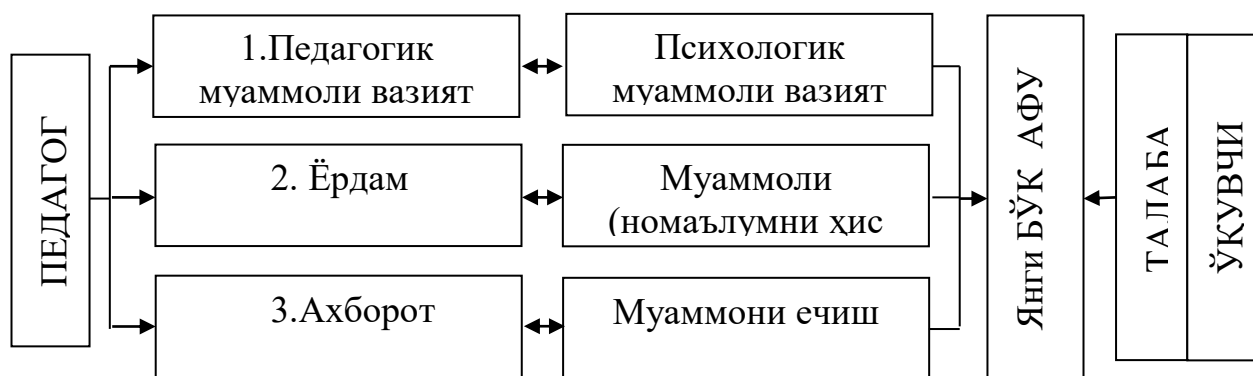 ПЕДАГОГ
1.Педагогик
муаммоли вазият
Психологик
муаммоли вазият
2. Ёрдам
Муаммоли
(номаълумни ҳис
3.Ахборот
Муаммони ечиш
Янги БЎК АФУ
ТАЛАБА
ЎКУВЧИ